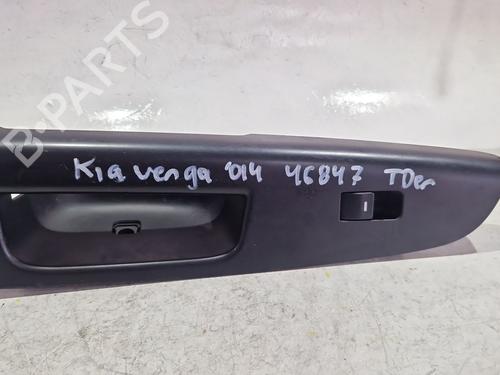 B-PARTS
Kia venga '014 46847 TDer